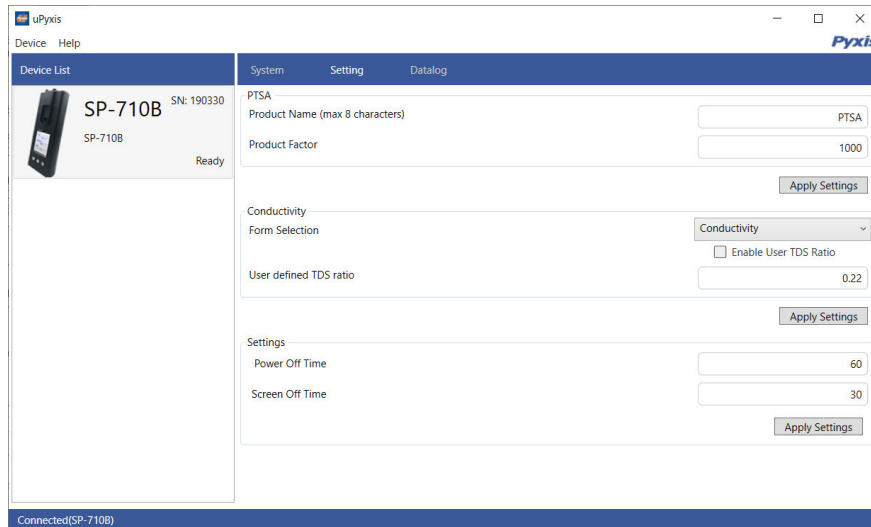 uPyxis
Device Help
Pyxis
Device List
System Setting Datalog
SP-710B SN: 190330
SP-710B
Ready
PTSA
Product Name (max 8 characters) PTSA
Product Factor 1000
Apply Settings
Conductivity
Form Selection Conductivity
Enable User TDS Ratio
User defined TDS ratio 0.22
Apply Settings
Settings
Power Off Time 60
Screen Off Time 30
Apply Settings
Connected(SP-710B)